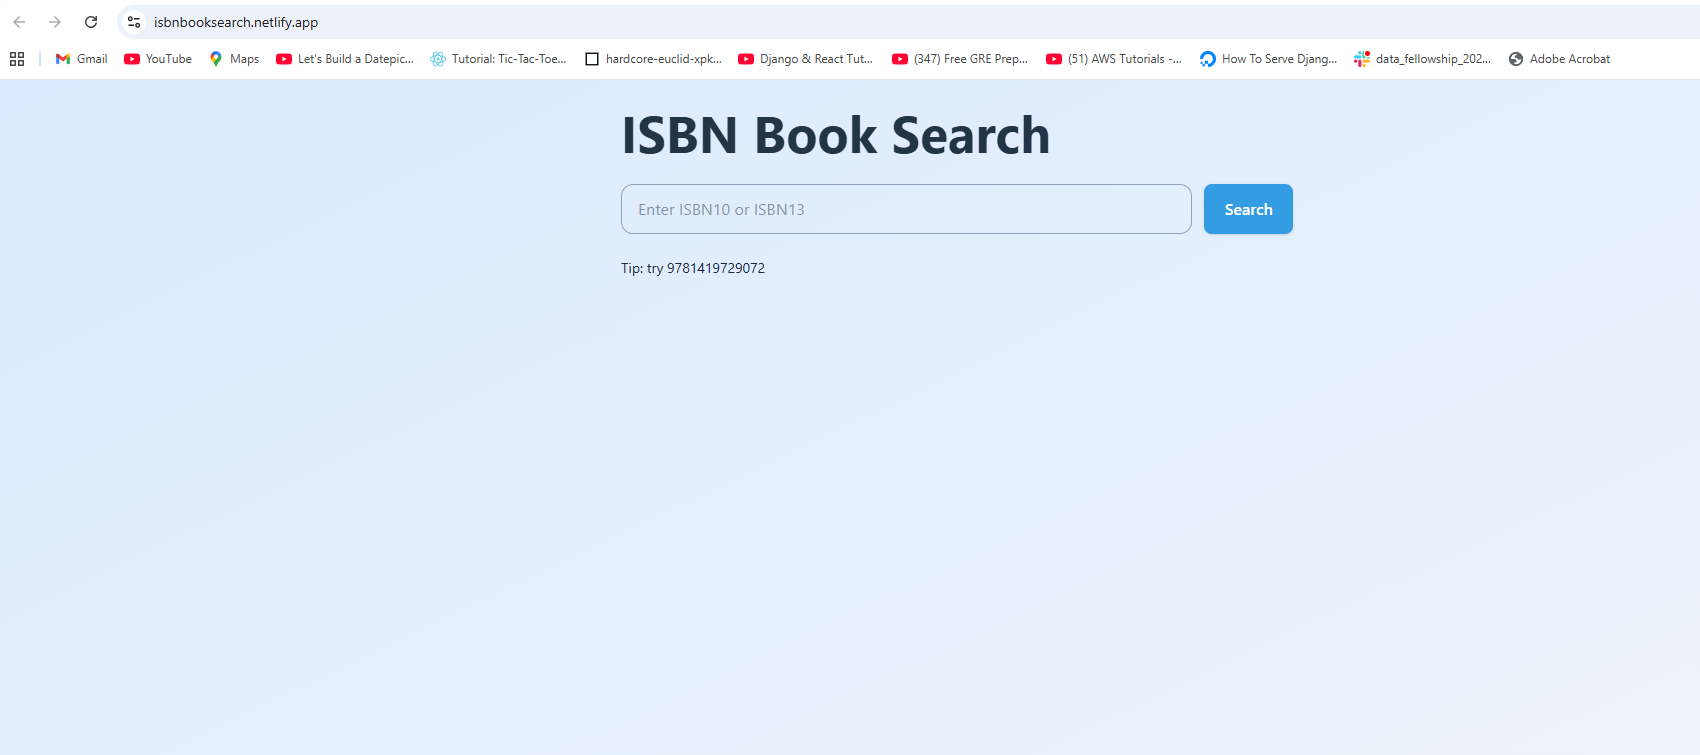 isbnbooksearch.netlify.app
Gmail YouTube Maps Let's Build a Datepic... Tutorial: Tic-Tac-Toe... hardcore-euclid-xpk... Django & React Tut... (347) Free GRE Prep... (51) AWS Tutorials -... How To Serve Djang... data_fellowship_202... Adobe Acrobat
ISBN Book Search
Enter ISBN10 or ISBN13 Search
Tip: try 9781419729072